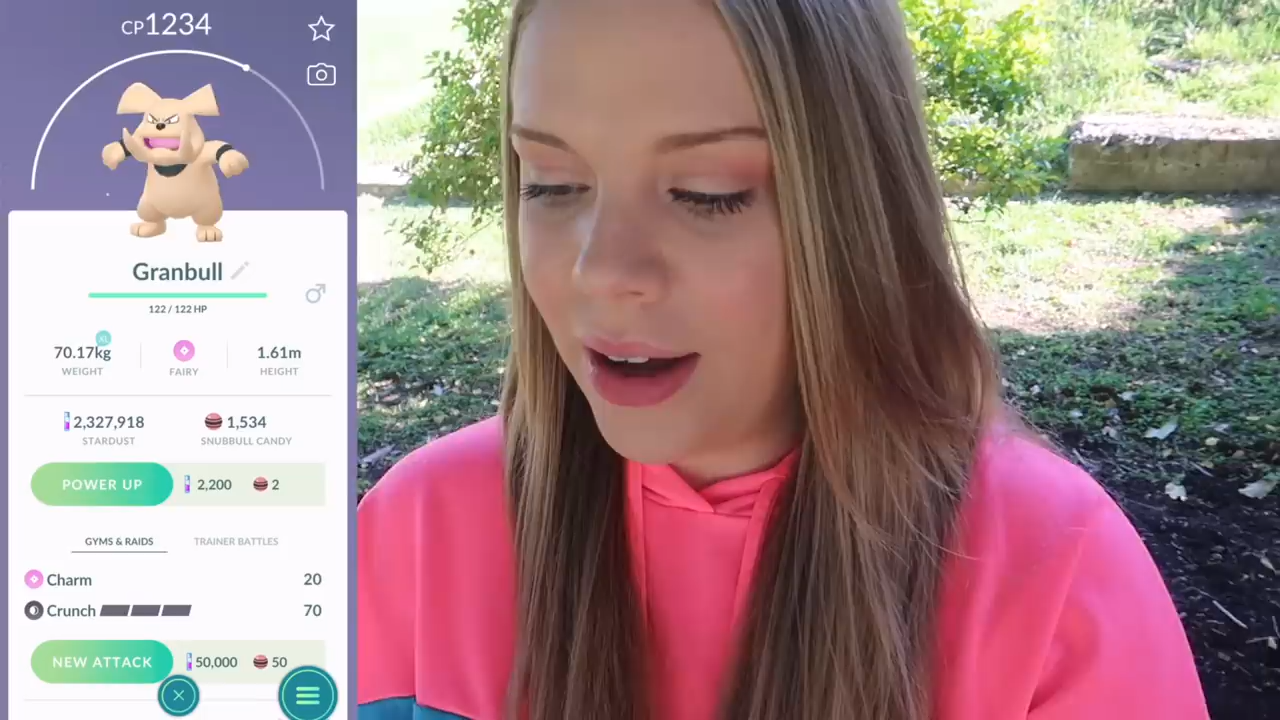 CP1234
Granbull
122 / 122 HP
XL
70.17kg
WEIGHT
FAIRY
1.61m
HEIGHT
2,327,918
STARDUST
1,534
SNUBBULL CANDY
POWER UP 2,200 2
GYMS & RAIDS TRAINER BATTLES
Charm 20
Crunch 70
NEW ATTACK 50,000 50